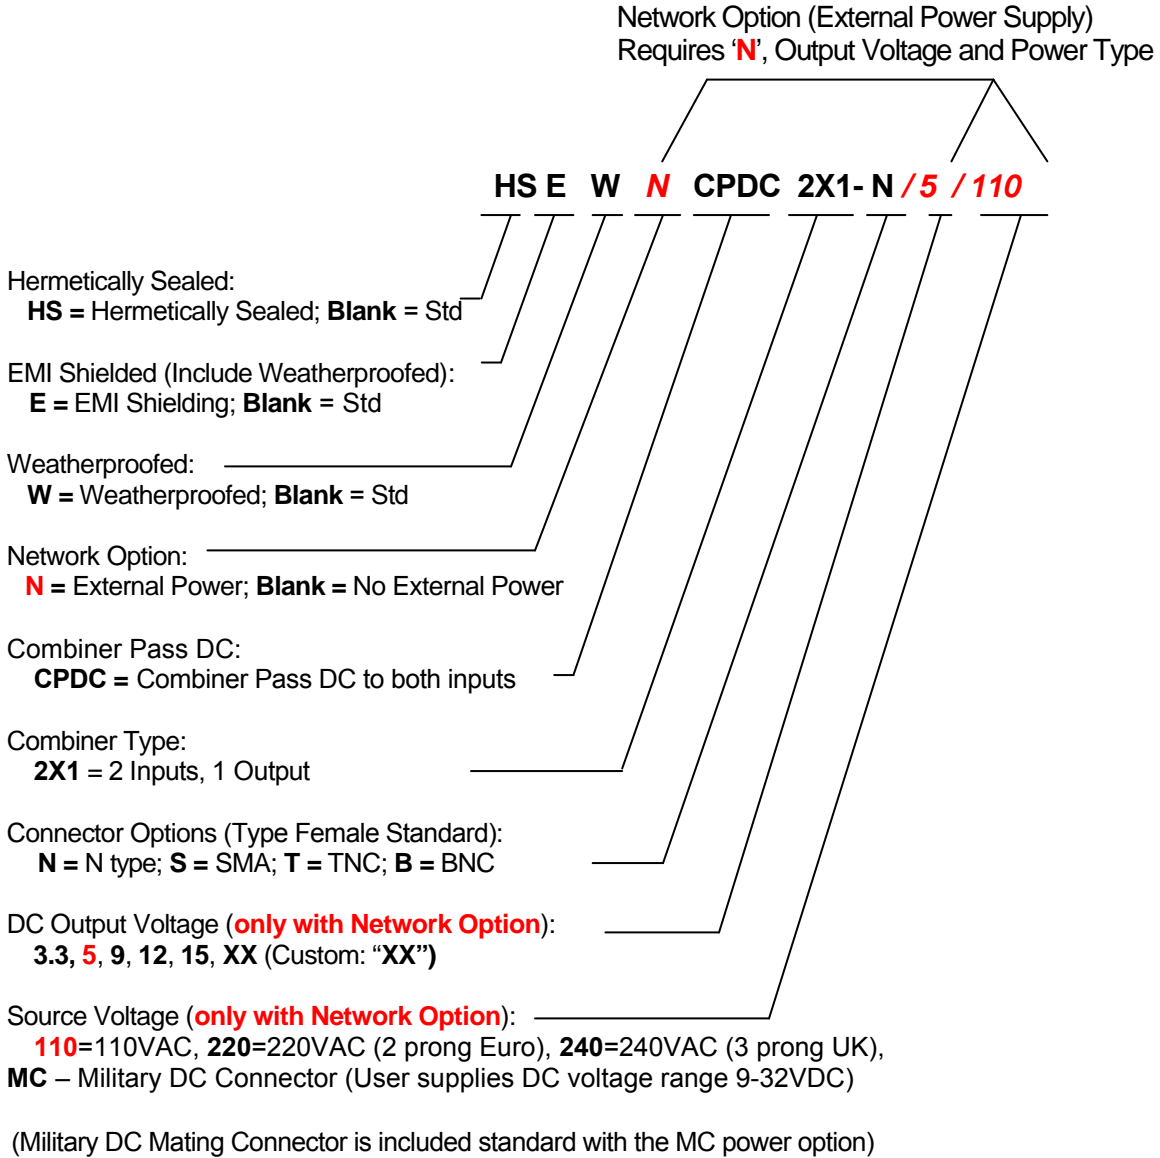 Network Option (External Power Supply)
Requires ‘N’, Output Voltage and Power Type
HS E W N CPDC 2X1- N / 5 / 110
Hermetically Sealed:
HS = Hermetically Sealed; Blank = Std
EMI Shielded (Include Weatherproofed):
E = EMI Shielding; Blank = Std
Weatherproofed:
W = Weatherproofed; Blank = Std
Network Option:
N = External Power; Blank = No External Power
Combiner Pass DC:
CPDC = Combiner Pass DC to both inputs
Combiner Type:
2X1 = 2 Inputs, 1 Output
Connector Options (Type Female Standard):
N = N type; S = SMA; T = TNC; B = BNC
DC Output Voltage (only with Network Option):
3.3, 5, 9, 12, 15, XX (Custom: “XX”)
Source Voltage (only with Network Option):
110=110VAC, 220=220VAC (2 prong Euro), 240=240VAC (3 prong UK),
MC – Military DC Connector (User supplies DC voltage range 9-32VDC)
(Military DC Mating Connector is included standard with the MC power option)